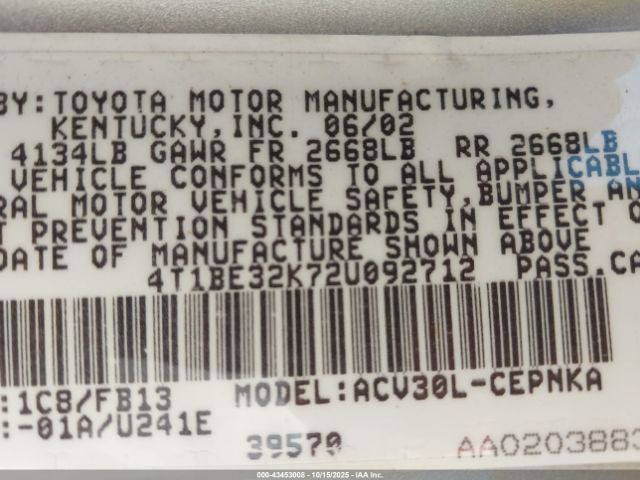 BY:TOYOTA MOTOR MANUFACTURING,
KENTUCKY,INC. 06/02
4134LB GAWR FR 2668LB RR 2668LB
VEHICLE CONFORMS TO ALL APPLICABL
RAL MOTOR VEHICLE SAFETY,BUMPER AN
T PREVENTION STANDARDS IN EFFECT O
DATE OF MANUFACTURE SHOWN ABOVE
4T1BE32K72U092712 PASS.CA
:1C8/FB13 MODEL:ACV30L-CEPNKA
:-01A/U241E 39570 AA0203883
000-43453008 - 10/15/2025 - IAAI.COM